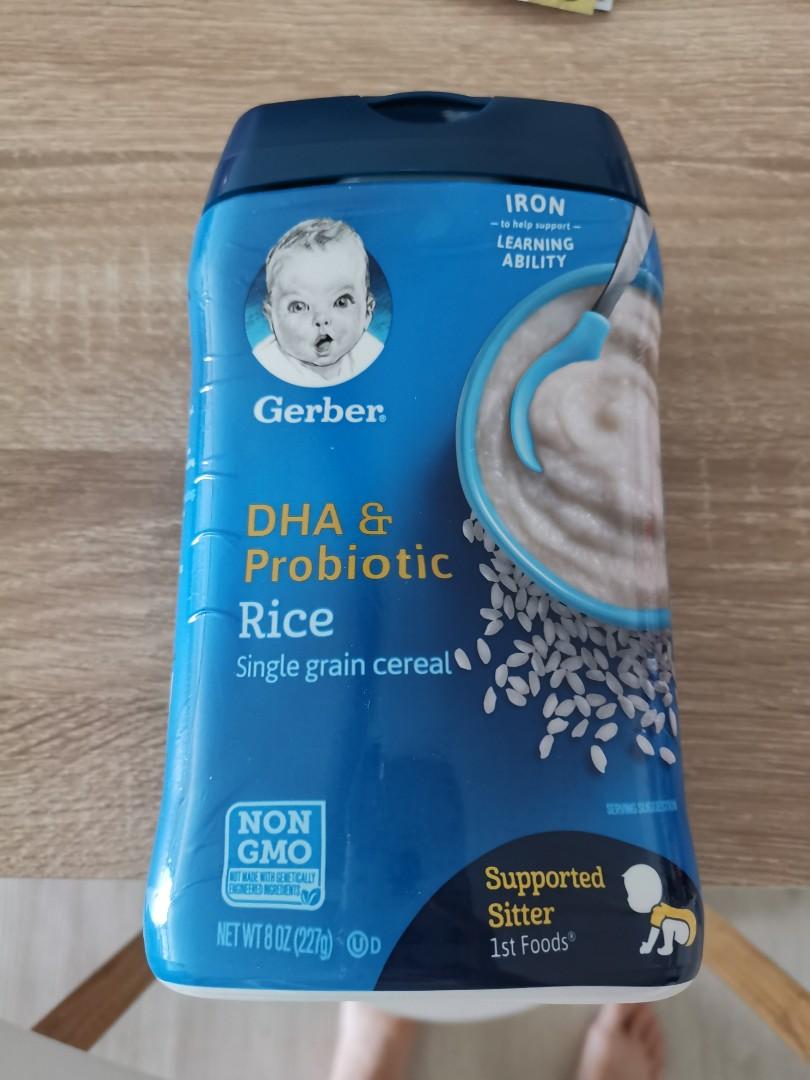 IRON
– to help support –
LEARNING
ABILITY
Gerber®
DHA &
Probiotic
Rice
Single grain cereal
SERVING SUGGESTION
NON
GMO
NOT MADE WITH GENETICALLY
ENGINEERED INGREDIENTS
NET WT 8 OZ (227g) U D
Supported
Sitter
1st Foods®